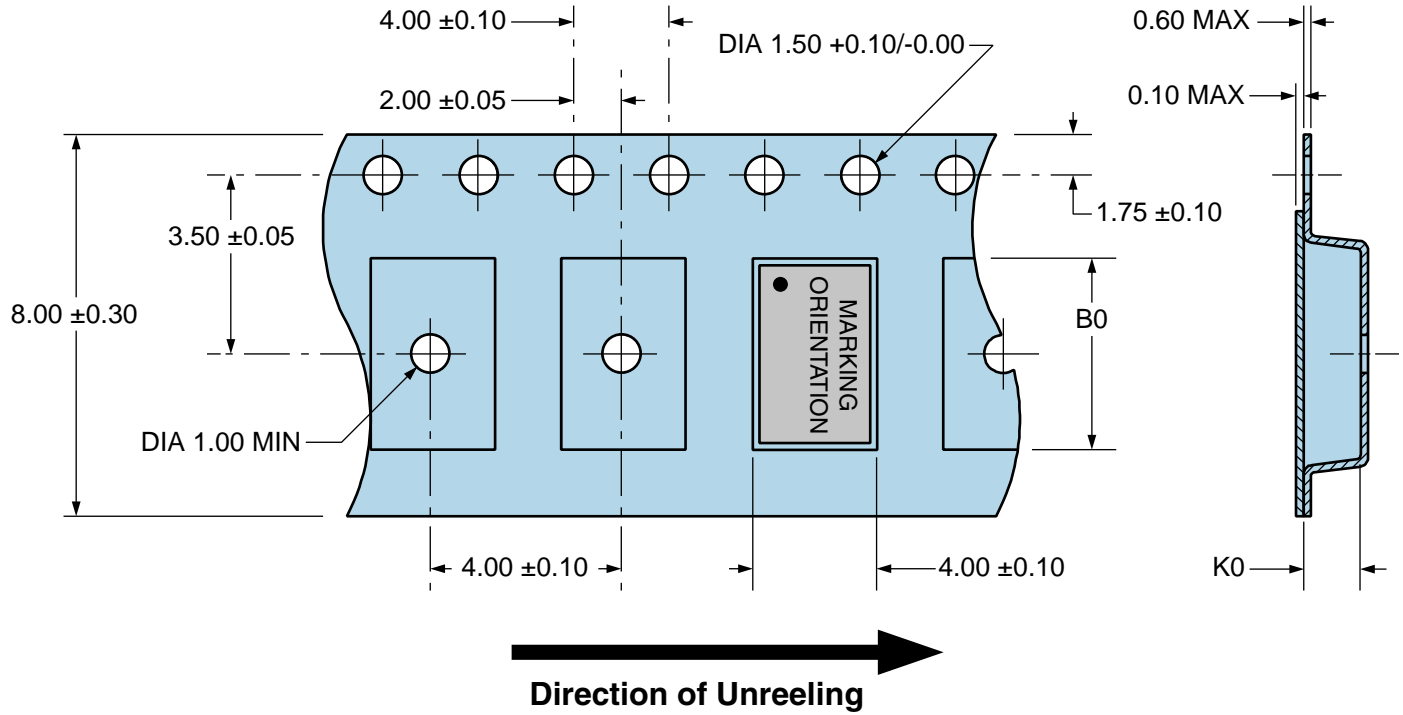 4.00 ±0.10
DIA 1.50 +0.10/-0.00
0.60 MAX
2.00 ±0.05
0.10 MAX
1.75 ±0.10
3.50 ±0.05
8.00 ±0.30
MARKING
ORIENTATION
B0
DIA 1.00 MIN
4.00 ±0.10
4.00 ±0.10
K0
Direction of Unreeling